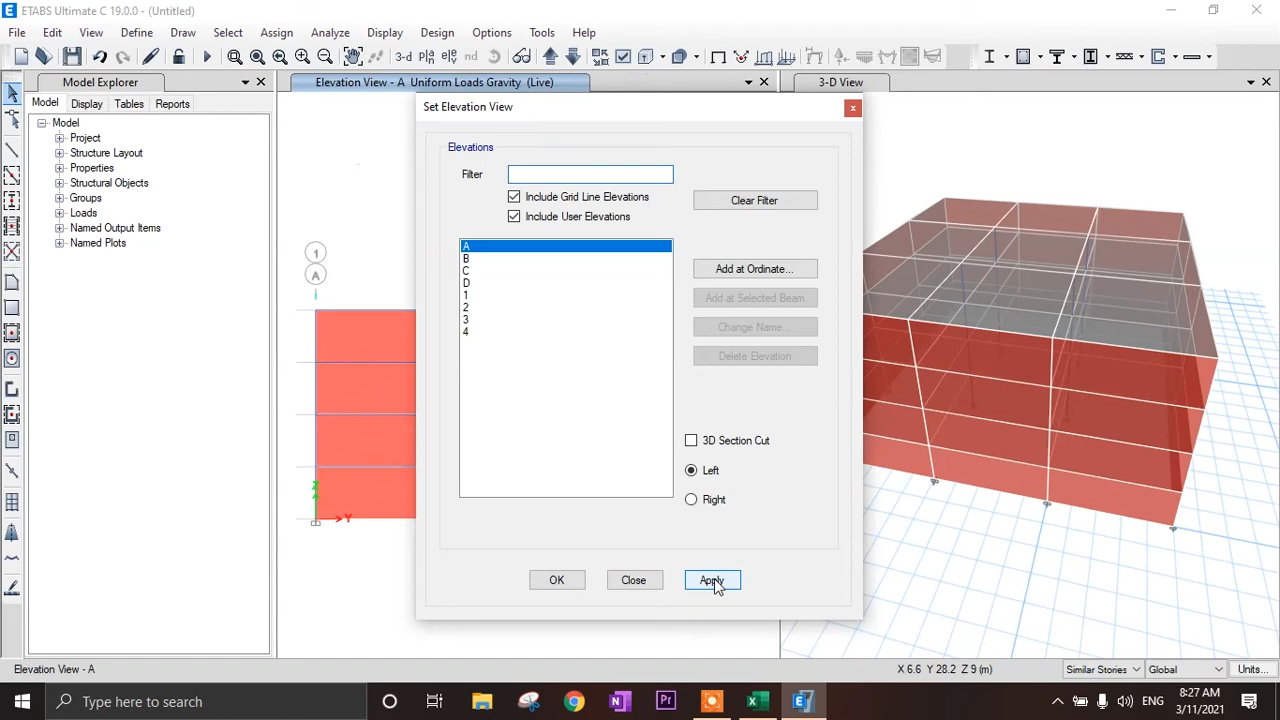 ETABS Ultimate C 19.0.0 - (Untitled)
File Edit View Define Draw Select Assign Analyze Display Design Options Tools Help
3-d Pla ele nd
Model Explorer
Elevation View - A  Uniform Loads Gravity  (Live)
3-D View
Model Display Tables Reports
Model
Project
Structure Layout
Properties
Structural Objects
Groups
Loads
Named Output Items
Named Plots
1
A
Z
Y
Set Elevation View
Elevations
Filter
Include Grid Line Elevations
Include User Elevations
Clear Filter
A
B
C
D
1
2
3
4
Add at Ordinate...
Add at Selected Beam
Change Name...
Delete Elevation
3D Section Cut
Left
Right
OK
Close
Apply
Elevation View - A
X 6.6  Y 28.2  Z 9 (m)
Similar Stories
Global
Units...
Type here to search
ENG
8:27 AM
3/11/2021